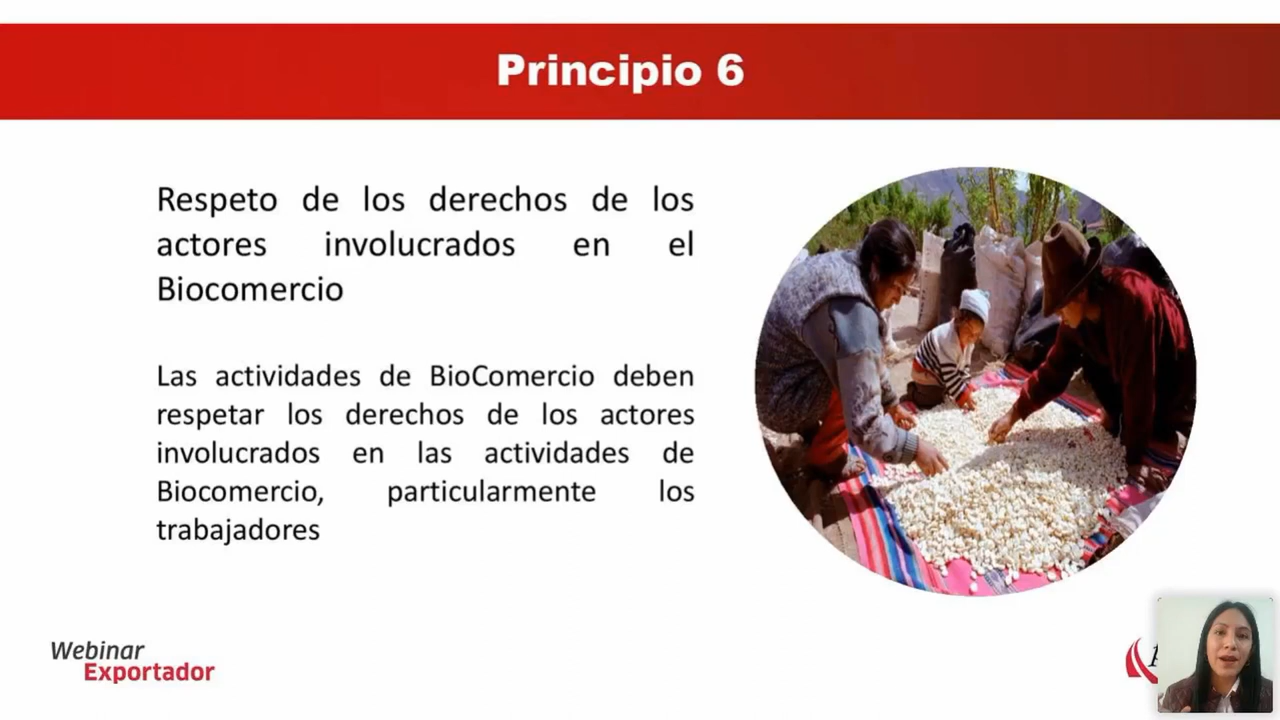 Principio 6
Respeto de los derechos de los
actores involucrados en el
Biocomercio
Las actividades de BioComercio deben
respetar los derechos de los actores
involucrados en las actividades de
Biocomercio, particularmente los
trabajadores
Webinar
Exportador